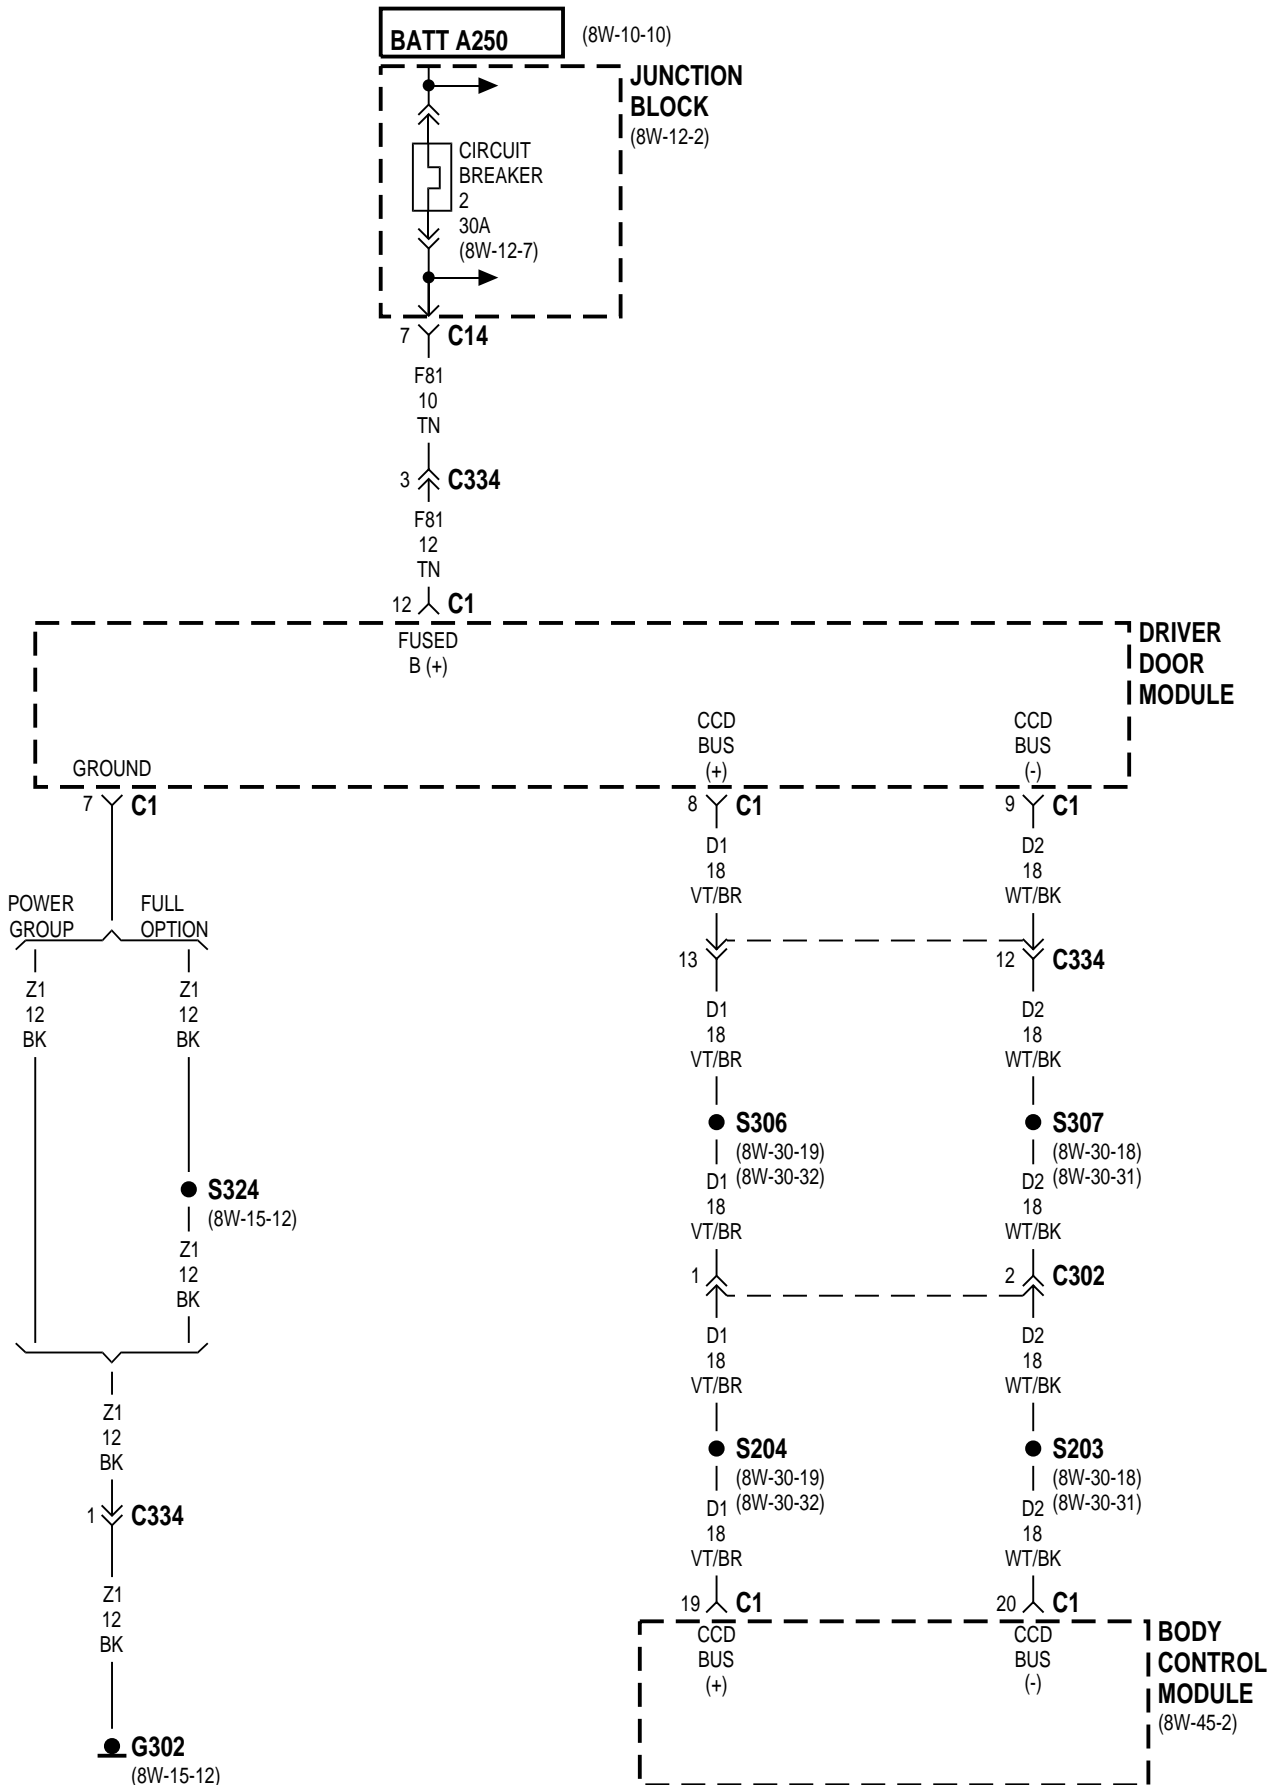 BATT A250
(8W-10-10)
JUNCTION
BLOCK
(8W-12-2)
CIRCUIT
BREAKER
2
30A
(8W-12-7)
7 C14
F81
10
TN
3 C334
F81
12
TN
12 C1
FUSED
B (+)
DRIVER
DOOR
MODULE
GROUND
CCD
BUS
(+)
CCD
BUS
(-)
7 C1
8 C1
9 C1
POWER
GROUP
FULL
OPTION
Z1
12
BK
Z1
12
BK
S324
(8W-15-12)
Z1
12
BK
Z1
12
BK
1 C334
Z1
12
BK
G302
(8W-15-12)
D1
18
VT/BR
13
D1
18
VT/BR
S306
(8W-30-19)
(8W-30-32)
D1
18
VT/BR
1
D1
18
VT/BR
S204
(8W-30-19)
(8W-30-32)
D1
18
VT/BR
19 C1
CCD
BUS
(+)
D2
18
WT/BK
12 C334
D2
18
WT/BK
S307
(8W-30-18)
(8W-30-31)
D2
18
WT/BK
2 C302
D2
18
WT/BK
S203
(8W-30-18)
(8W-30-31)
D2
18
WT/BK
20 C1
CCD
BUS
(-)
BODY
CONTROL
MODULE
(8W-45-2)